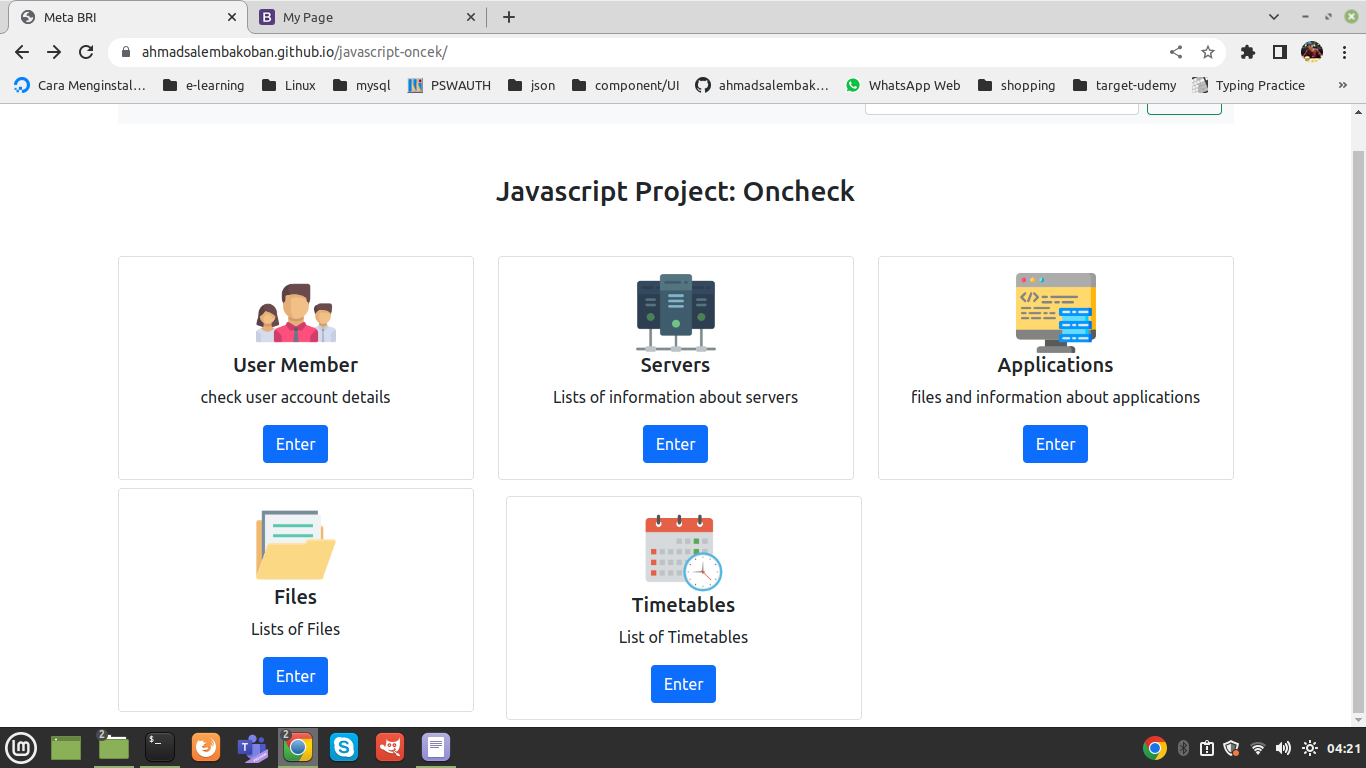 Meta BRI
My Page
ahmadsalembakoban.github.io/javascript-oncek/
Cara Menginstal... e-learning Linux mysql PSWAUTH json component/UI ahmadsalembak... WhatsApp Web shopping target-udemy Typing Practice »
Javascript Project: Oncheck
User Member
check user account details
Enter
Servers
Lists of information about servers
Enter
Applications
files and information about applications
Enter
Files
Lists of Files
Enter
Timetables
List of Timetables
Enter
2
2
04:21